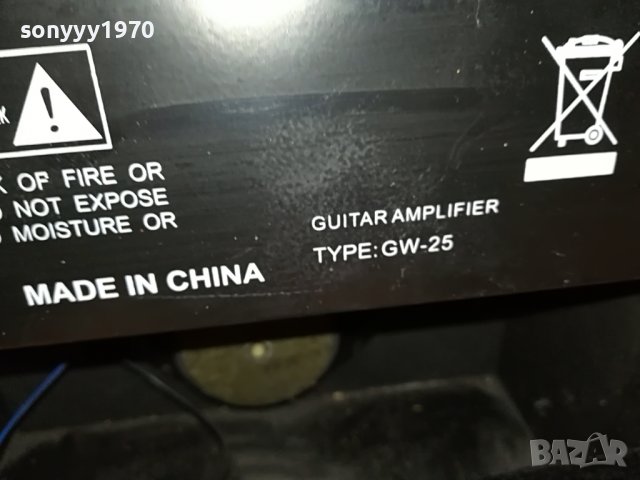 sonyyy1970
OF FIRE OR
NOT EXPOSE
MOISTURE OR
GUITAR AMPLIFIER
TYPE: GW-25
MADE IN CHINA
BAZAR